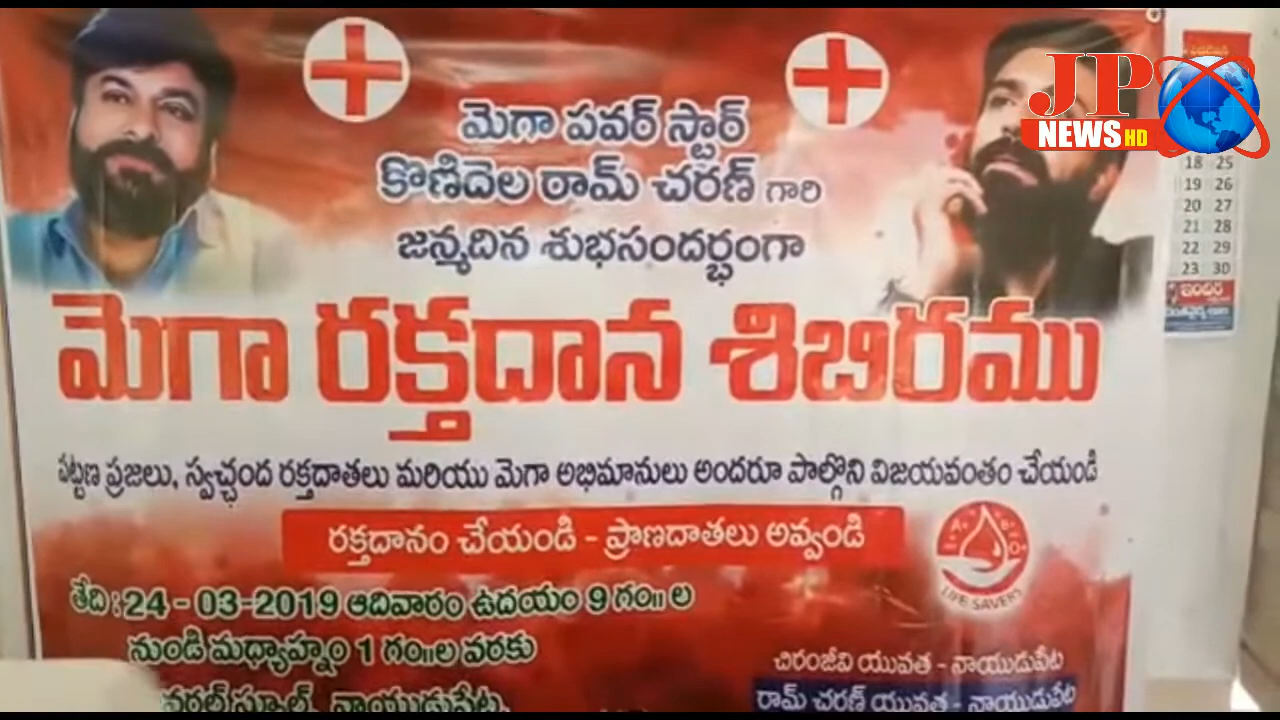 మెగా పవర్ స్టార్
కొణిదెల రామ్ చరణ్ గారి
జన్మదిన శుభసందర్భంగా
మెగా రక్తదాన శిబిరము
పట్టణ ప్రజలు, స్వచ్ఛంద రక్తదాతలు మరియు మెగా అభిమానులు అందరూ పాల్గొని విజయవంతం చేయండి
రక్తదానం చేయండి - ప్రాణదాతలు అవ్వండి
LIFE SAVERS
తేది : 24 - 03-2019 ఆదివారం ఉదయం 9 గం॥ ల
నుండి మధ్యాహ్నం 1 గం॥ల వరకు
స్కూల్, నాయుడుపేట.
చిరంజీవి యువత - నాయుడుపేట
రామ్ చరణ్ యువత - నాయుడుపేట
JP
NEWS HD
18 25
19 26
20 27
21 28
22 29
23 30
ఇందిర